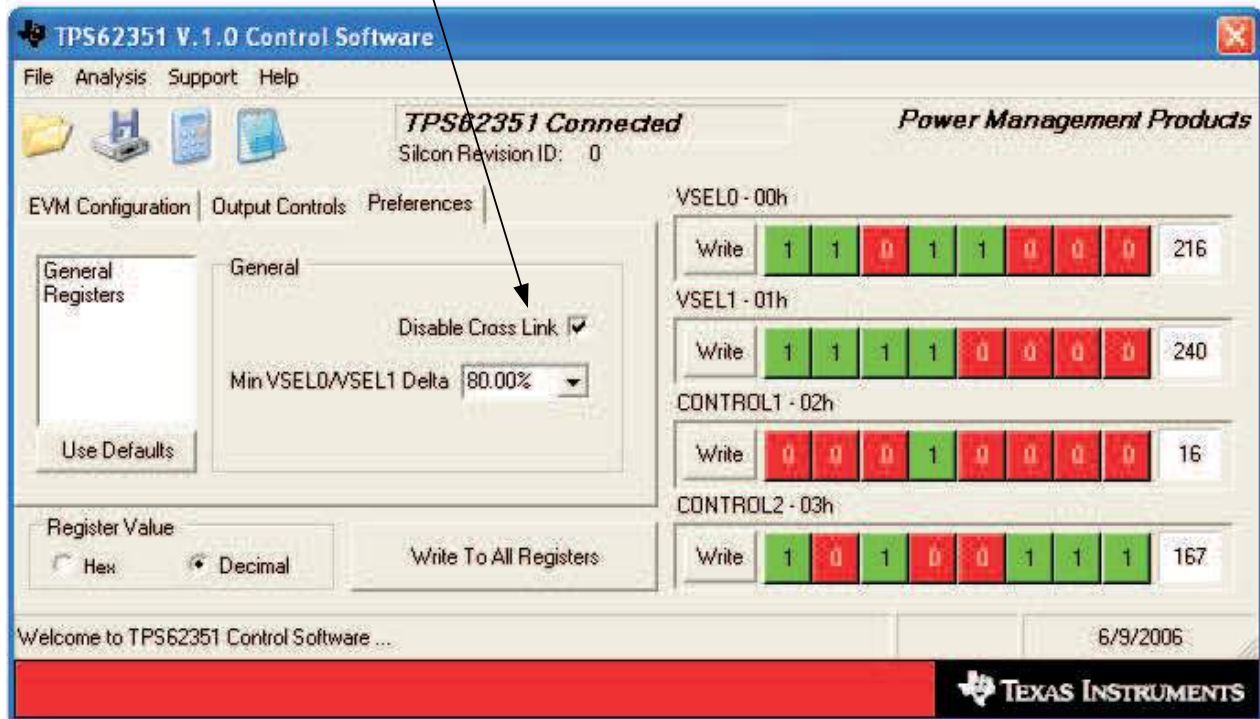 TPS62351 V.1.0 Control Software
File Analysis Support Help
TPS62351 Connected
Silcon Revision ID: 0
Power Management Products
EVM Configuration Output Controls Preferences
General
Registers
Use Defaults
General
Disable Cross Link
Min VSEL0/VSEL1 Delta 80.00%
Register Value
Hex Decimal
Write To All Registers
VSEL0 - 00h
Write 1 1 0 1 1 0 0 0 216
VSEL1 - 01h
Write 1 1 1 1 0 0 0 0 240
CONTROL1 - 02h
Write 0 0 0 1 0 0 0 0 16
CONTROL2 - 03h
Write 1 0 1 0 0 1 1 1 167
Welcome to TPS62351 Control Software ...
6/9/2006
TEXAS INSTRUMENTS